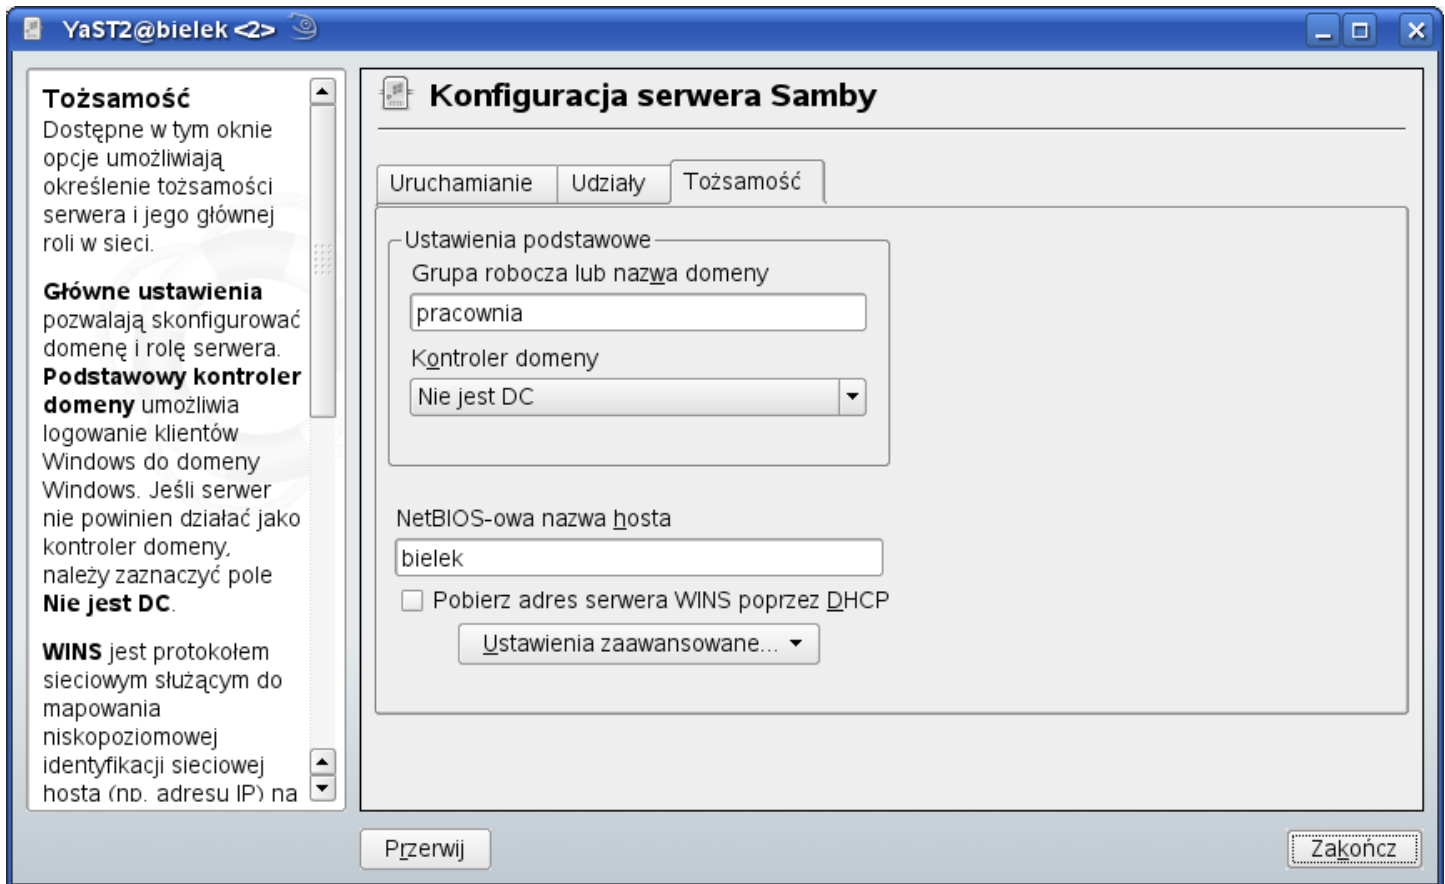 YaST2@bielek <2>
Tożsamość
Dostępne w tym oknie
opcje umożliwiają
określenie tożsamości
serwera i jego głównej
roli w sieci.
Główne ustawienia
pozwalają skonfigurować
domenę i rolę serwera.
Podstawowy kontroler
domeny umożliwia
logowanie klientów
Windows do domeny
Windows. Jeśli serwer
nie powinien działać jako
kontroler domeny,
należy zaznaczyć pole
Nie jest DC.
WINS jest protokołem
sieciowym służącym do
mapowania
niskopoziomowej
identyfikacji sieciowej
hosta (np. adresu IP) na
Konfiguracja serwera Samby
Uruchamianie
Udziały
Tożsamość
Ustawienia podstawowe
Grupa robocza lub nazwa domeny
pracownia
Kontroler domeny
Nie jest DC
NetBIOS-owa nazwa hosta
bielek
Pobierz adres serwera WINS poprzez DHCP
Ustawienia zaawansowane...
Przerwij
Zakończ